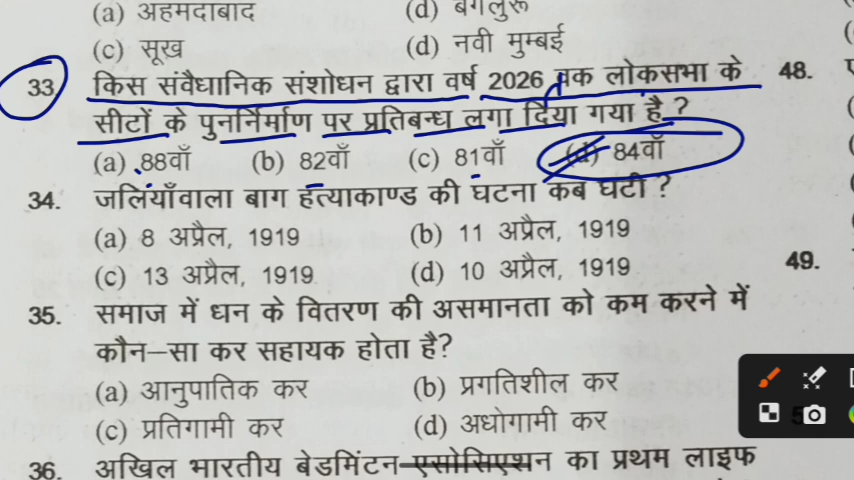 (a) अहमदाबाद (d) बेंगलुरू
(c) सूख (d) नवी मुम्बई
33. किस संवैधानिक संशोधन द्वारा वर्ष 2026 तक लोकसभा के 48.
सीटों के पुनर्निर्माण पर प्रतिबन्ध लगा दिया गया है ?
(a) 88वाँ (b) 82वाँ (c) 81वाँ (d) 84वाँ
34. जलियाँवाला बाग हत्याकाण्ड की घटना कब घटी ?
(a) 8 अप्रैल, 1919 (b) 11 अप्रैल, 1919
(c) 13 अप्रैल, 1919 (d) 10 अप्रैल, 1919 49.
35. समाज में धन के वितरण की असमानता को कम करने में
कौन–सा कर सहायक होता है?
(a) आनुपातिक कर (b) प्रगतिशील कर
(c) प्रतिगामी कर (d) अधोगामी कर
36. अखिल भारतीय बेडमिंटन एसोसिएशन का प्रथम लाइफ